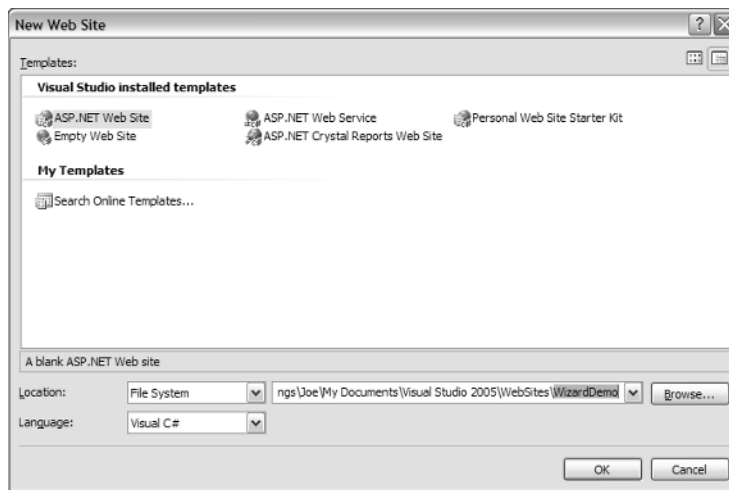 New Web Site
Templates:
Visual Studio installed templates
ASP.NET Web Site ASP.NET Web Service Personal Web Site Starter Kit
Empty Web Site ASP.NET Crystal Reports Web Site
My Templates
Search Online Templates...
A blank ASP.NET Web site
Location: File System ngs\Joe\My Documents\Visual Studio 2005\WebSites\WizardDemo Browse...
Language: Visual C#
OK Cancel